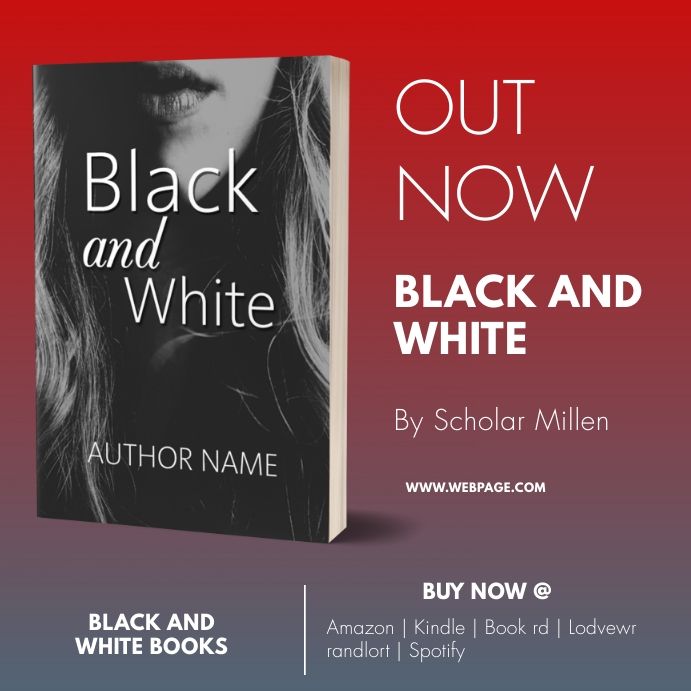 Black
and
White
AUTHOR NAME
OUT
NOW
BLACK AND
WHITE
By Scholar Millen
WWW.WEBPAGE.COM
BLACK AND
WHITE BOOKS
BUY NOW @
Amazon | Kindle | Book rd | Lodvewr
randlort | Spotify